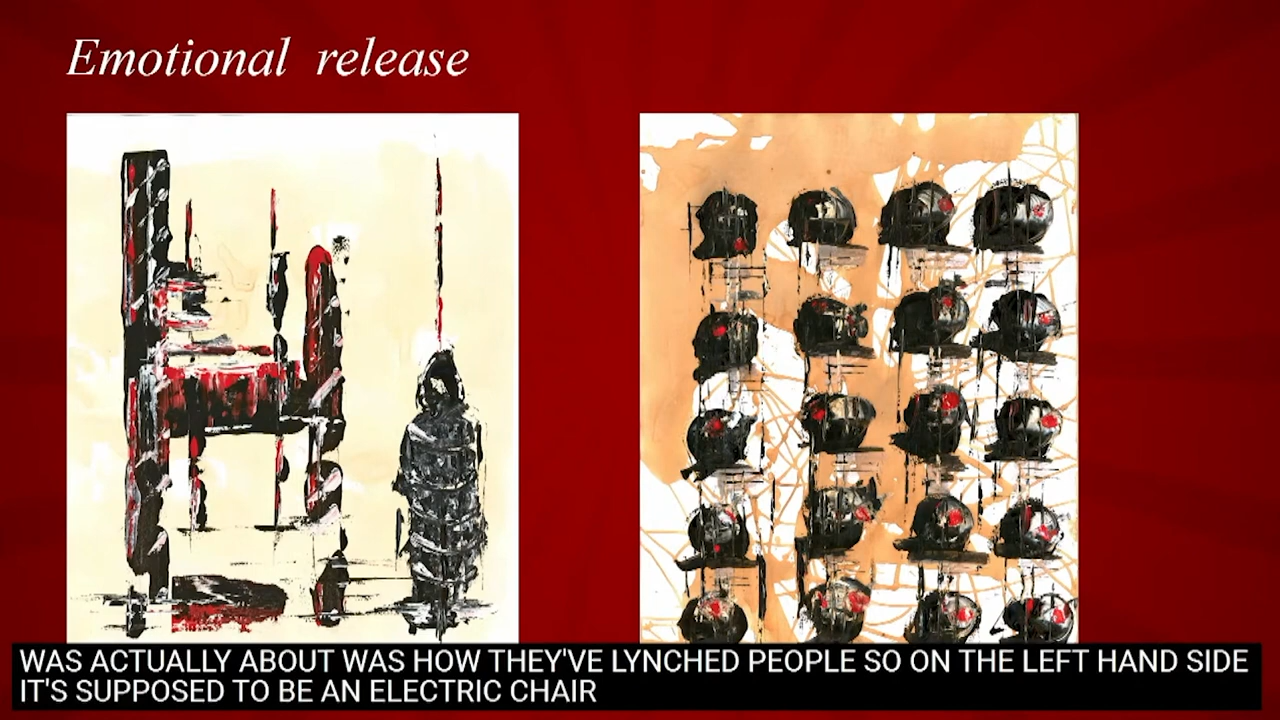 Emotional release
WAS ACTUALLY ABOUT WAS HOW THEY'VE LYNCHED PEOPLE SO ON THE LEFT HAND SIDE
IT'S SUPPOSED TO BE AN ELECTRIC CHAIR